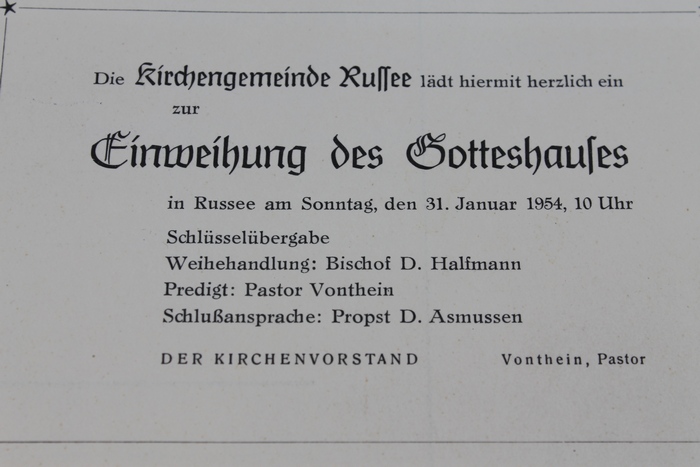 Die Kirchengemeinde Russee lädt hiermit herzlich ein
zur
Einweihung des Gotteshauses
in Russee am Sonntag, den 31. Januar 1954, 10 Uhr
Schlüsselübergabe
Weihehandlung: Bischof D. Halfmann
Predigt: Pastor Vonthein
Schlußansprache: Propst D. Asmussen
DER KIRCHENVORSTAND Vonthein, Pastor